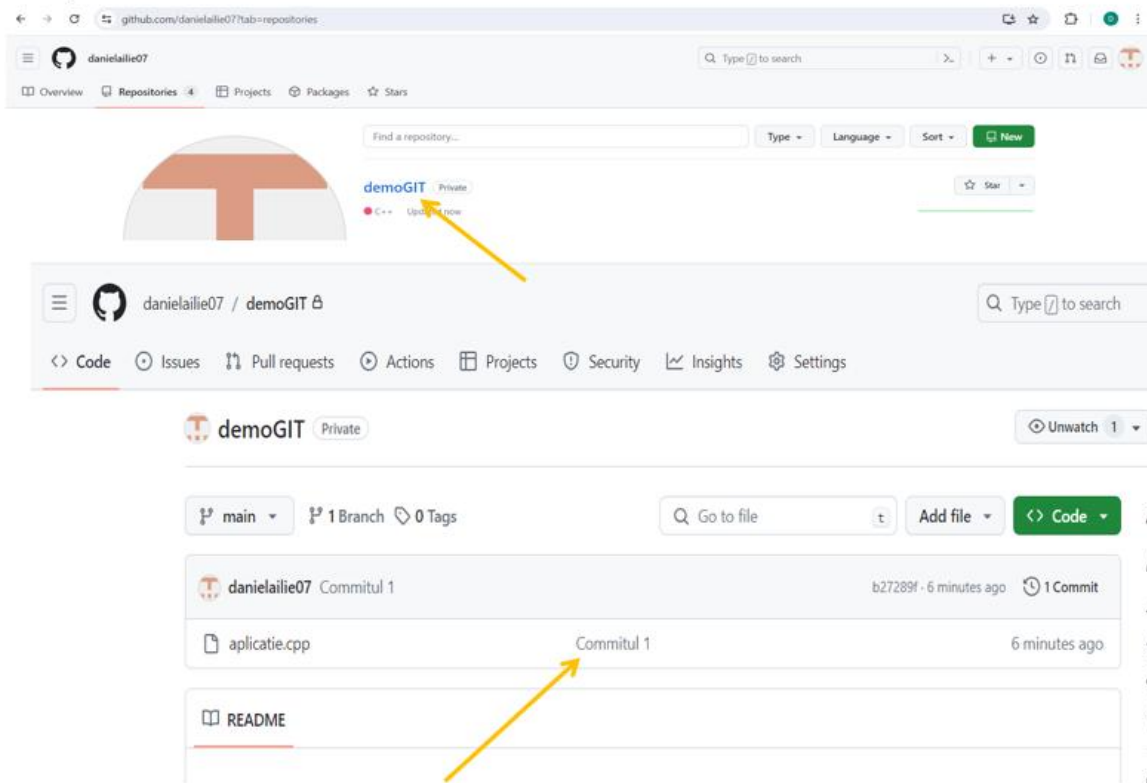 github.com/danielailie07?tab=repositories
danielailie07
Type / to search
Overview Repositories 4 Projects Packages Stars
Find a repository...
Type Language Sort New
demoGIT Private
Star
C++ now
danielailie07 / demoGIT
Type / to search
Code Issues Pull requests Actions Projects Security Insights Settings
demoGIT Private
Unwatch 1
main 1 Branch 0 Tags
Go to file t Add file Code
danielailie07 Commitul 1 b27289f · 6 minutes ago 1 Commit
aplicatie.cpp Commitul 1 6 minutes ago
README